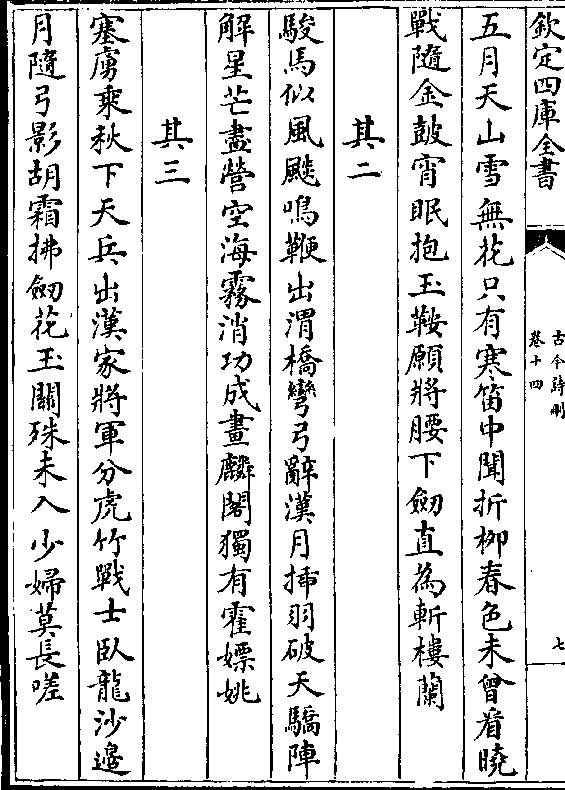 欽定四庫全書
古今詩刪
卷十四
七
五月天山雪無花只有寒笛中聞折柳春色未曾看曉
戰隨金鼓宵眠抱玉鞍願將腰下劒直為斬樓蘭
其二
駿馬似風飈鳴鞭出渭橋彎弓辭漢月揷羽破天驕陣
解星芒盡營空海霧消功成畫麟閣獨有霍嫖姚
其三
塞虜乘秋下天兵出漢家將軍分虎竹戰士臥龍沙邉
月隨弓影胡霜拂劒花玉關殊未入少婦莫長嗟